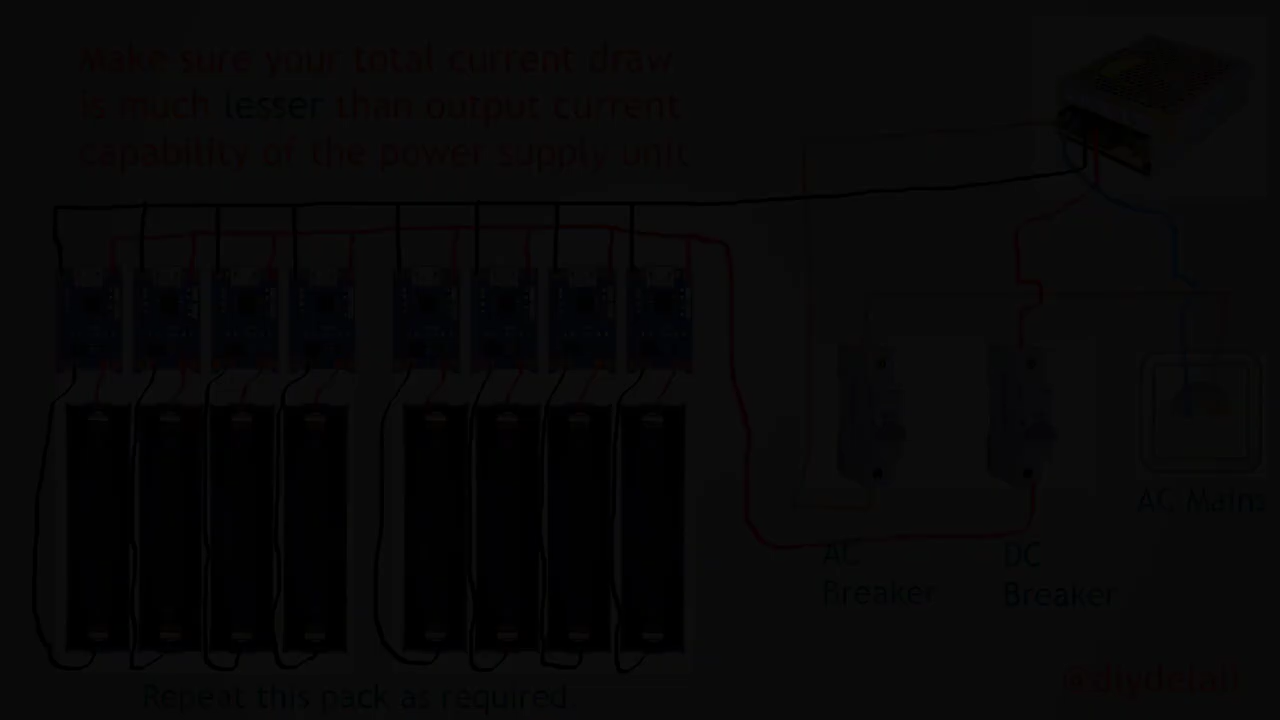 Make sure your total current draw
is much lesser than output current
capability of the power supply unit
AC Mains
AC
Breaker
DC
Breaker
Repeat this pack as required.
@diydetail